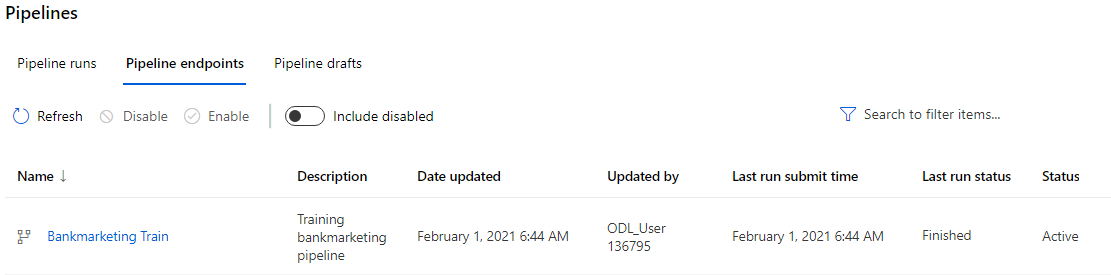 Pipelines
Pipeline runs Pipeline endpoints Pipeline drafts
Refresh Disable Enable Include disabled Search to filter items...
Name ↓ Description Date updated Updated by Last run submit time Last run status Status
Bankmarketing Train Training bankmarketing pipeline February 1, 2021 6:44 AM ODL_User 136795 February 1, 2021 6:44 AM Finished Active